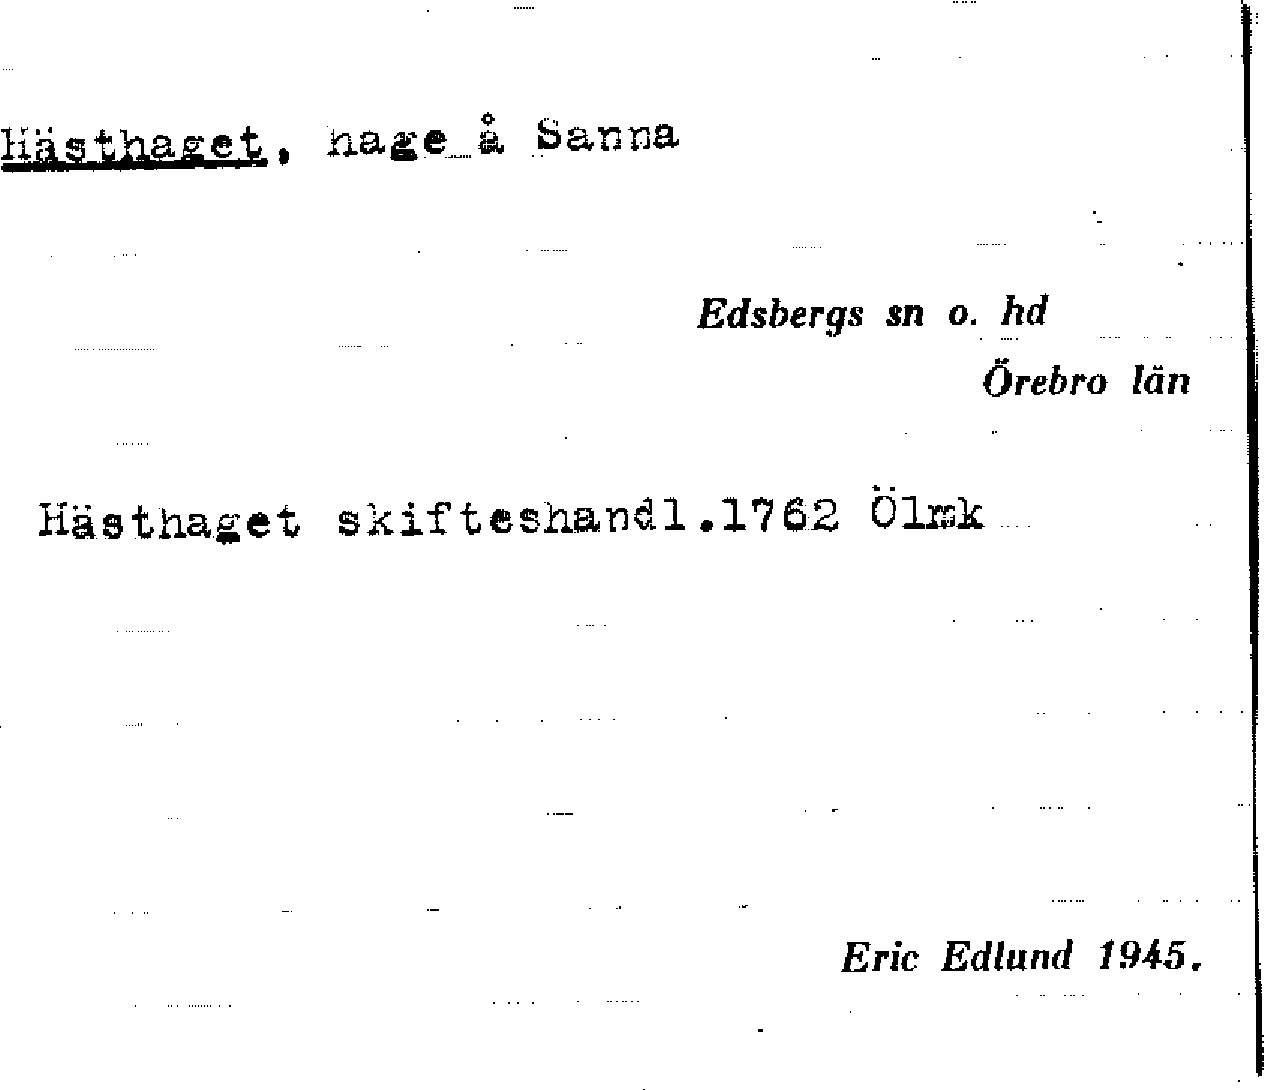 Hästhaget, hage å Sanna
Edsbergs sn o. hd
Örebro län
Hästhaget skifteshandl.1762 Ölmk
Eric Edlund 1945.